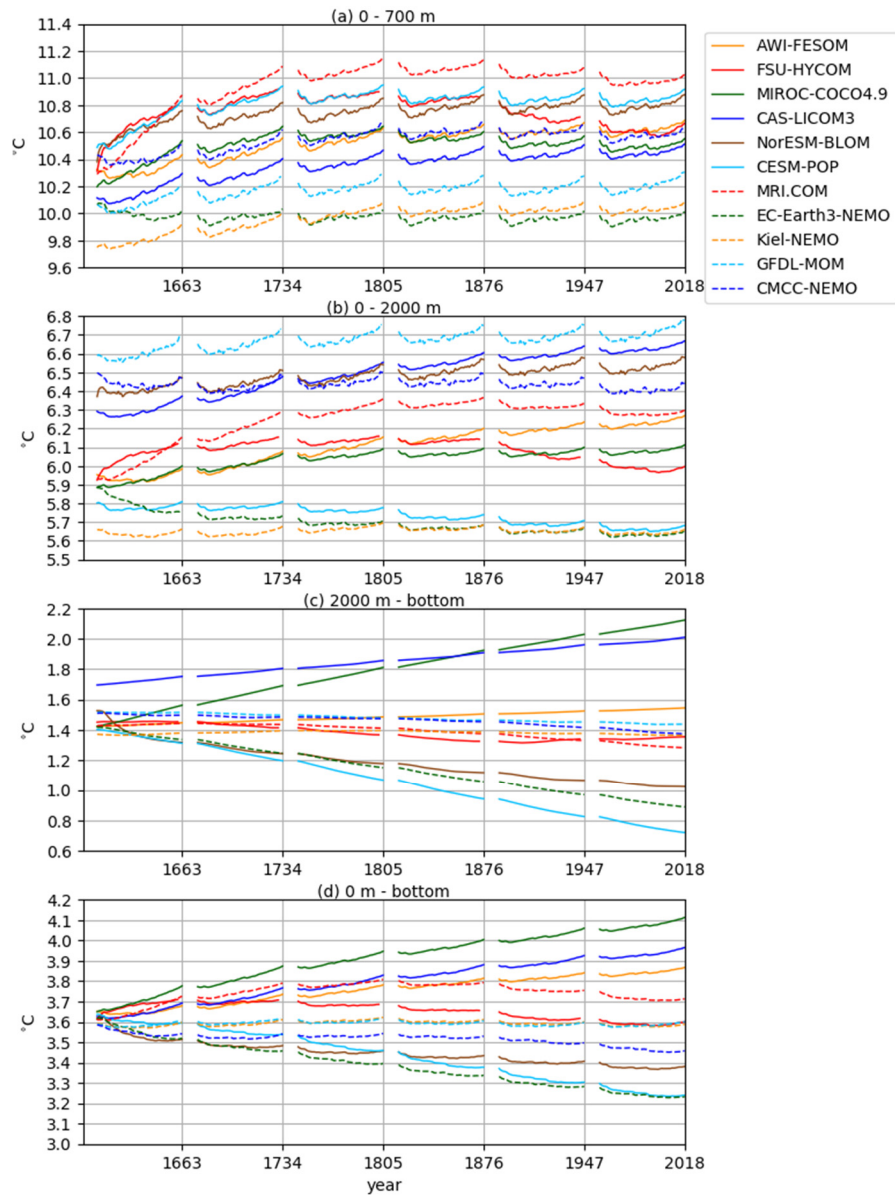 (a) 0 - 700 m
11.4
11.2
11.0
10.8
10.6
10.4
10.2
10.0
9.8
9.6
°C
1663 1734 1805 1876 1947 2018
AWI-FESOM
FSU-HYCOM
MIROC-COCO4.9
CAS-LICOM3
NorESM-BLOM
CESM-POP
MRI.COM
EC-Earth3-NEMO
Kiel-NEMO
GFDL-MOM
CMCC-NEMO
(b) 0 - 2000 m
6.8
6.7
6.6
6.5
6.4
6.3
6.2
6.1
6.0
5.9
5.8
5.7
5.6
5.5
°C
1663 1734 1805 1876 1947 2018
(c) 2000 m - bottom
2.2
2.0
1.8
1.6
1.4
1.2
1.0
0.8
0.6
°C
1663 1734 1805 1876 1947 2018
(d) 0 m - bottom
4.2
4.1
4.0
3.9
3.8
3.7
3.6
3.5
3.4
3.3
3.2
3.1
3.0
°C
1663 1734 1805 1876 1947 2018
year